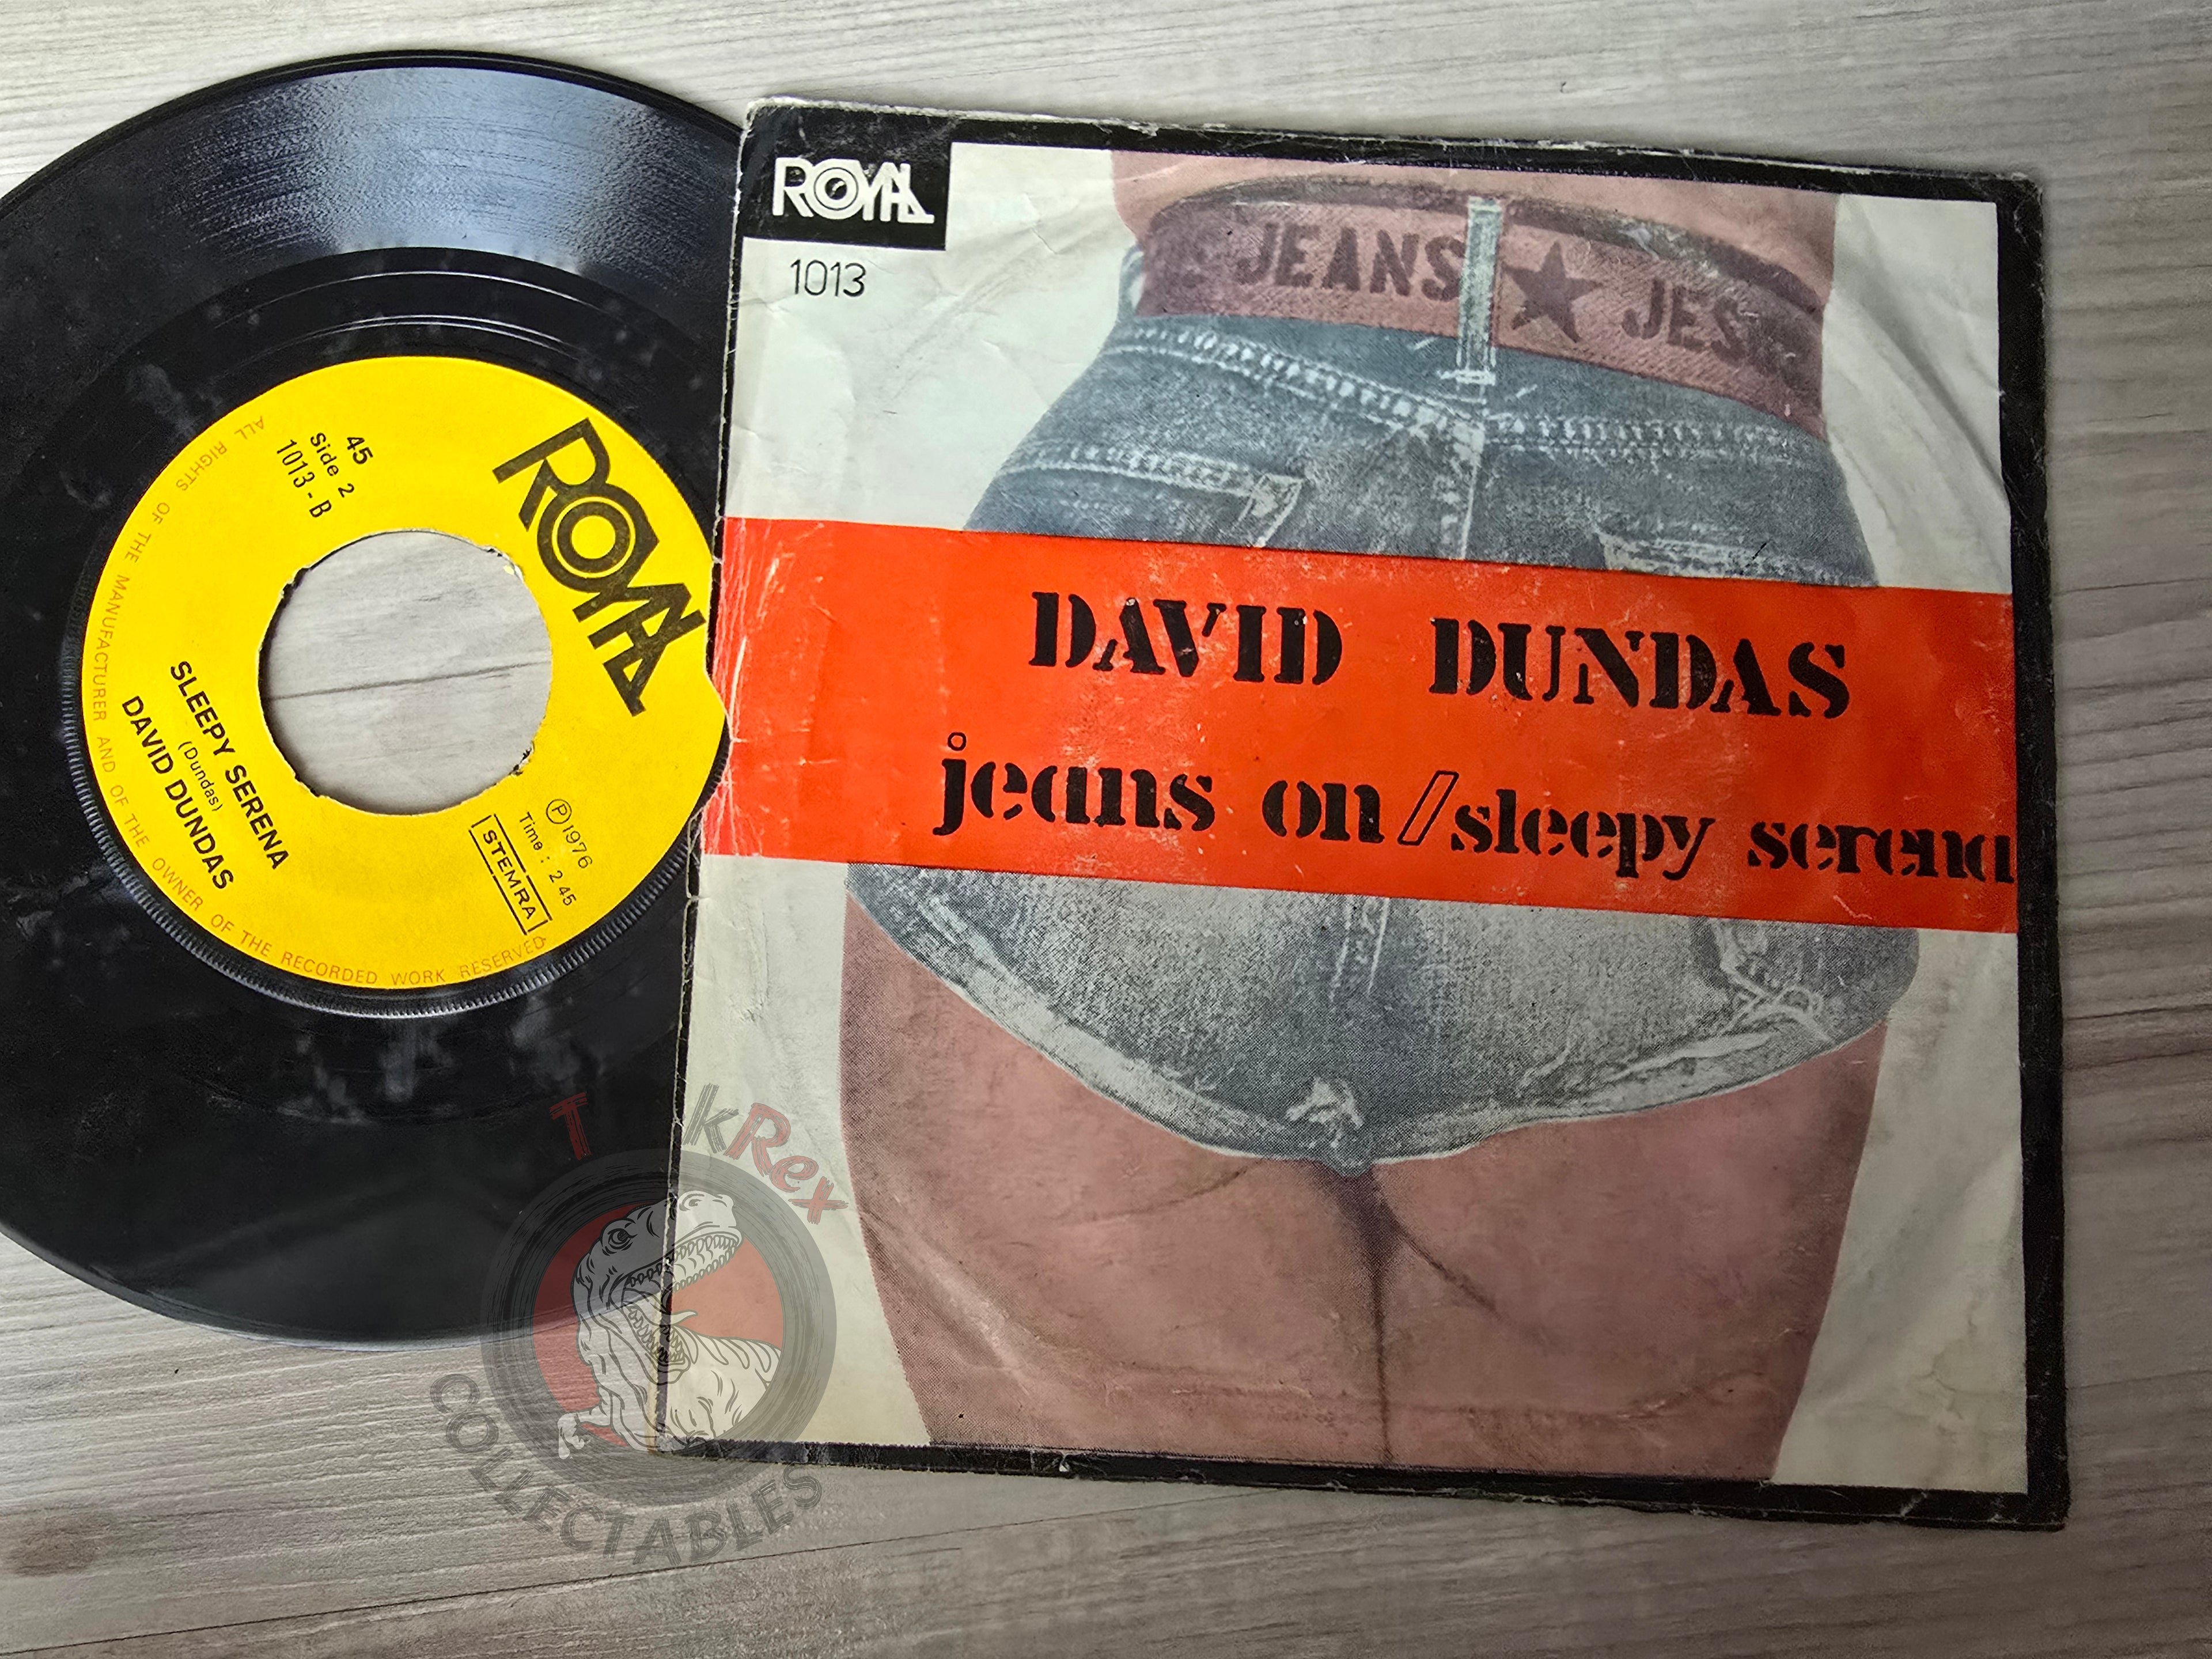 ROYAL
45
Side 2
1013 - B
SLEEPY SERENA
(Dundas)
DAVID DUNDAS
Ⓟ 1976
Time : 2 45
STEMRA
ALL RIGHTS OF THE MANUFACTURER AND OF THE OWNER OF THE RECORDED WORK RESERVED
ROYAL
1013
JEANS ★ JES
DAVID DUNDAS
jeans on/sleepy serena
COLLECTABLES